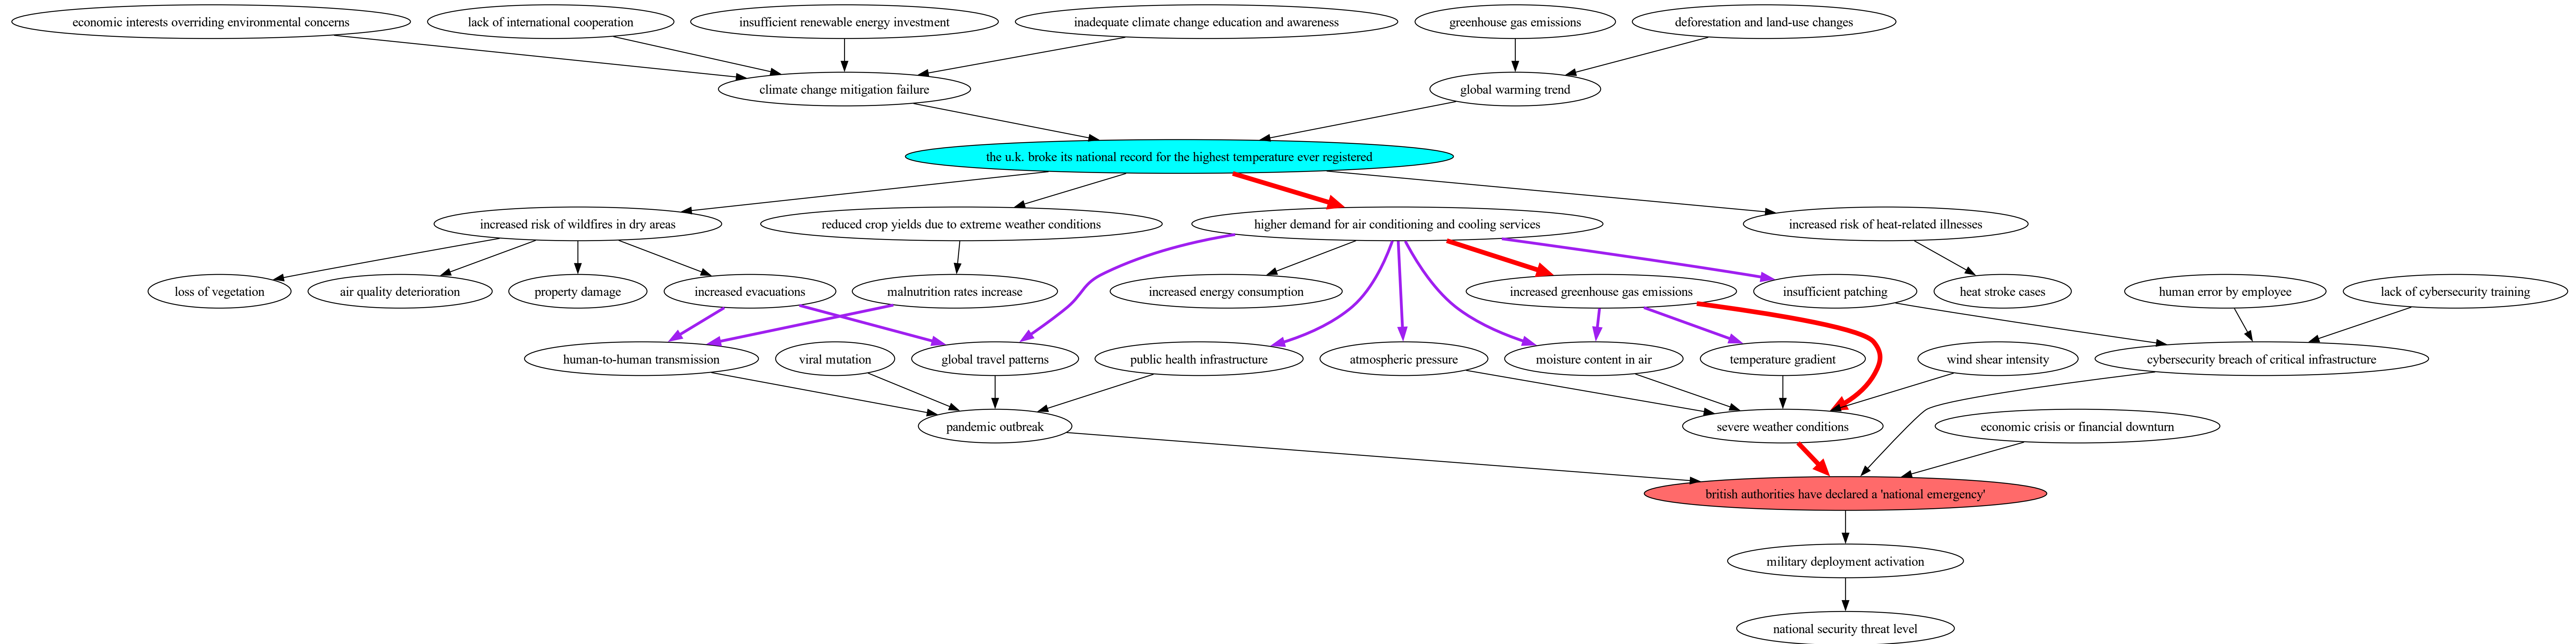 economic interests overriding environmental concerns
lack of international cooperation
insufficient renewable energy investment
inadequate climate change education and awareness
greenhouse gas emissions
deforestation and land-use changes
climate change mitigation failure
global warming trend
the u.k. broke its national record for the highest temperature ever registered
increased risk of wildfires in dry areas
reduced crop yields due to extreme weather conditions
higher demand for air conditioning and cooling services
increased risk of heat-related illnesses
loss of vegetation
air quality deterioration
property damage
increased evacuations
malnutrition rates increase
increased energy consumption
increased greenhouse gas emissions
insufficient patching
heat stroke cases
human error by employee
lack of cybersecurity training
human-to-human transmission
viral mutation
global travel patterns
public health infrastructure
atmospheric pressure
moisture content in air
temperature gradient
wind shear intensity
cybersecurity breach of critical infrastructure
pandemic outbreak
severe weather conditions
economic crisis or financial downturn
british authorities have declared a 'national emergency'
military deployment activation
national security threat level